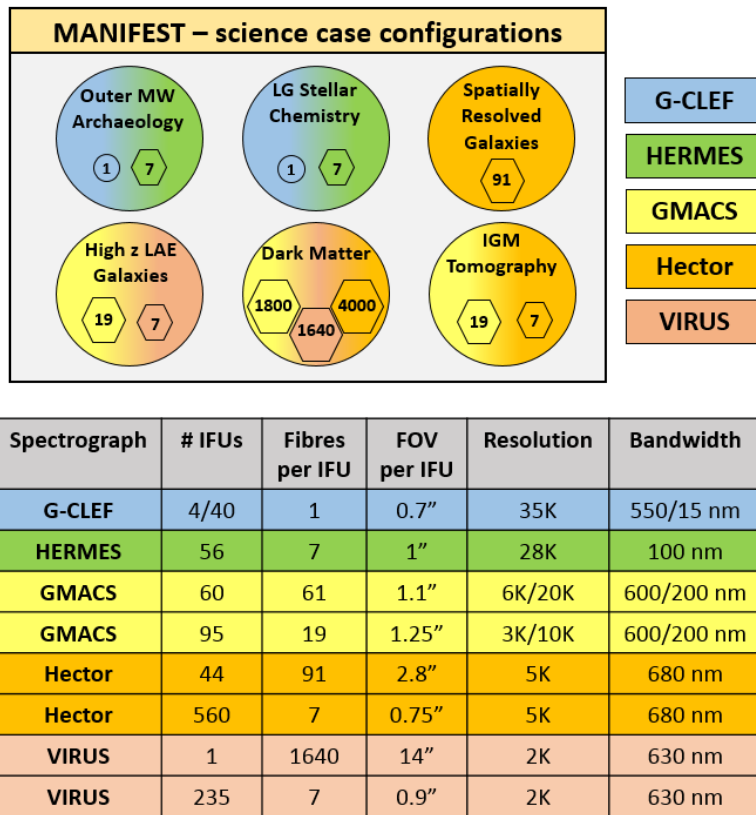 MANIFEST – science case configurations
Outer MW
Archaeology
1 7
LG Stellar
Chemistry
1 7
Spatially
Resolved
Galaxies
91
High z LAE
Galaxies
19 7
Dark Matter
1800 1640 4000
IGM
Tomography
19 7
G-CLEF
HERMES
GMACS
Hector
VIRUS
Spectrograph # IFUs Fibres per IFU FOV per IFU Resolution Bandwidth
G-CLEF 4/40 1 0.7” 35K 550/15 nm
HERMES 56 7 1” 28K 100 nm
GMACS 60 61 1.1” 6K/20K 600/200 nm
GMACS 95 19 1.25” 3K/10K 600/200 nm
Hector 44 91 2.8” 5K 680 nm
Hector 560 7 0.75” 5K 680 nm
VIRUS 1 1640 14” 2K 630 nm
VIRUS 235 7 0.9” 2K 630 nm